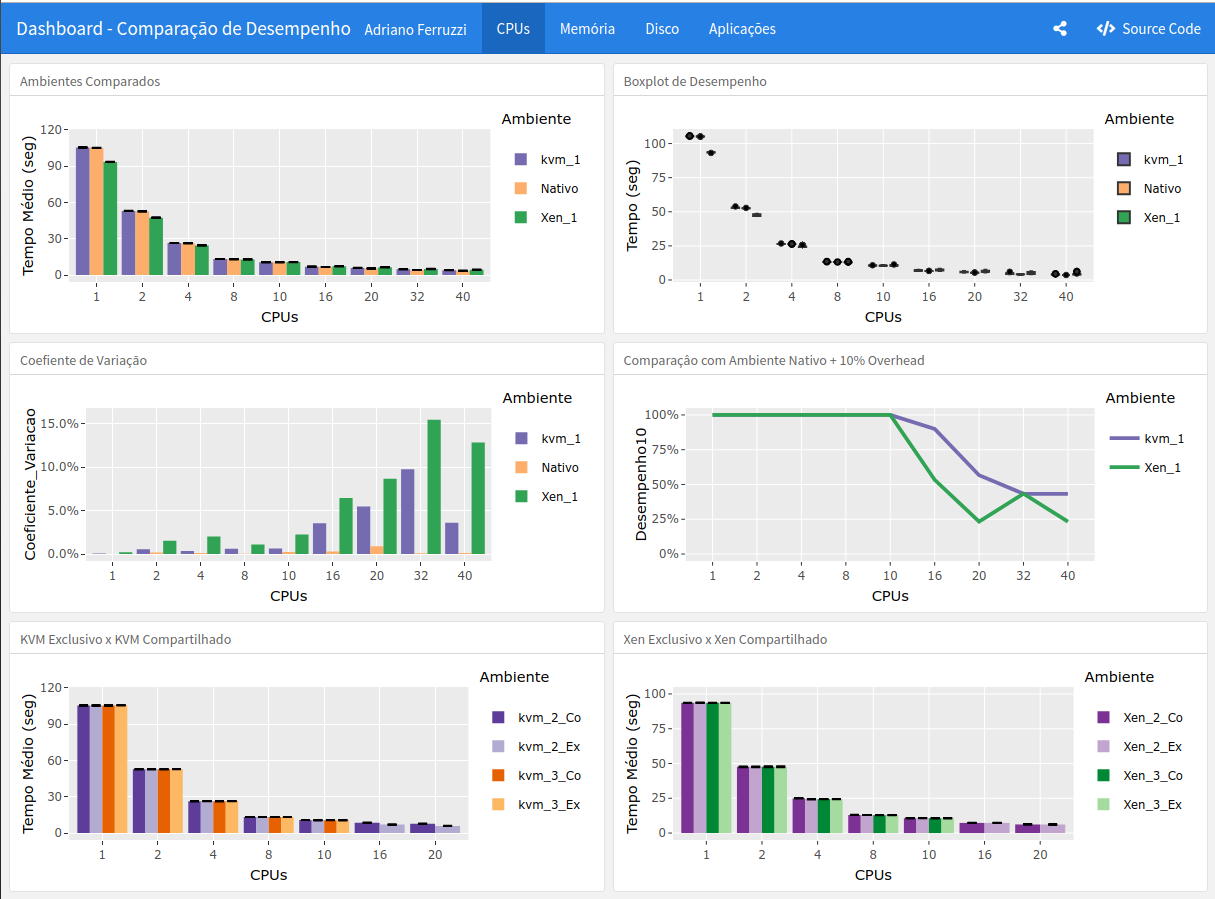 Dashboard - Comparação de Desempenho Adriano Ferruzzi CPUs Memória Disco Aplicações Source Code
Ambientes Comparados
Tempo Médio (seg)
120
90
60
30
0
1 2 4 8 10 16 20 32 40
CPUs
Ambiente
kvm_1
Nativo
Xen_1
Boxplot de Desempenho
Tempo (seg)
100
75
50
25
0
1 2 4 8 10 16 20 32 40
CPUs
Ambiente
kvm_1
Nativo
Xen_1
Coefiente de Variação
Coeficiente_Variacao
15.0%
10.0%
5.0%
0.0%
1 2 4 8 10 16 20 32 40
CPUs
Ambiente
kvm_1
Nativo
Xen_1
Comparaçâo com Ambiente Nativo + 10% Overhead
Desempenho10
100%
75%
50%
25%
0%
1 2 4 8 10 16 20 32 40
CPUs
Ambiente
kvm_1
Xen_1
KVM Exclusivo x KVM Compartilhado
Tempo Médio (seg)
120
90
60
30
0
1 2 4 8 10 16 20
CPUs
Ambiente
kvm_2_Co
kvm_2_Ex
kvm_3_Co
kvm_3_Ex
Xen Exclusivo x Xen Compartilhado
Tempo Médio (seg)
100
75
50
25
0
1 2 4 8 10 16 20
CPUs
Ambiente
Xen_2_Co
Xen_2_Ex
Xen_3_Co
Xen_3_Ex